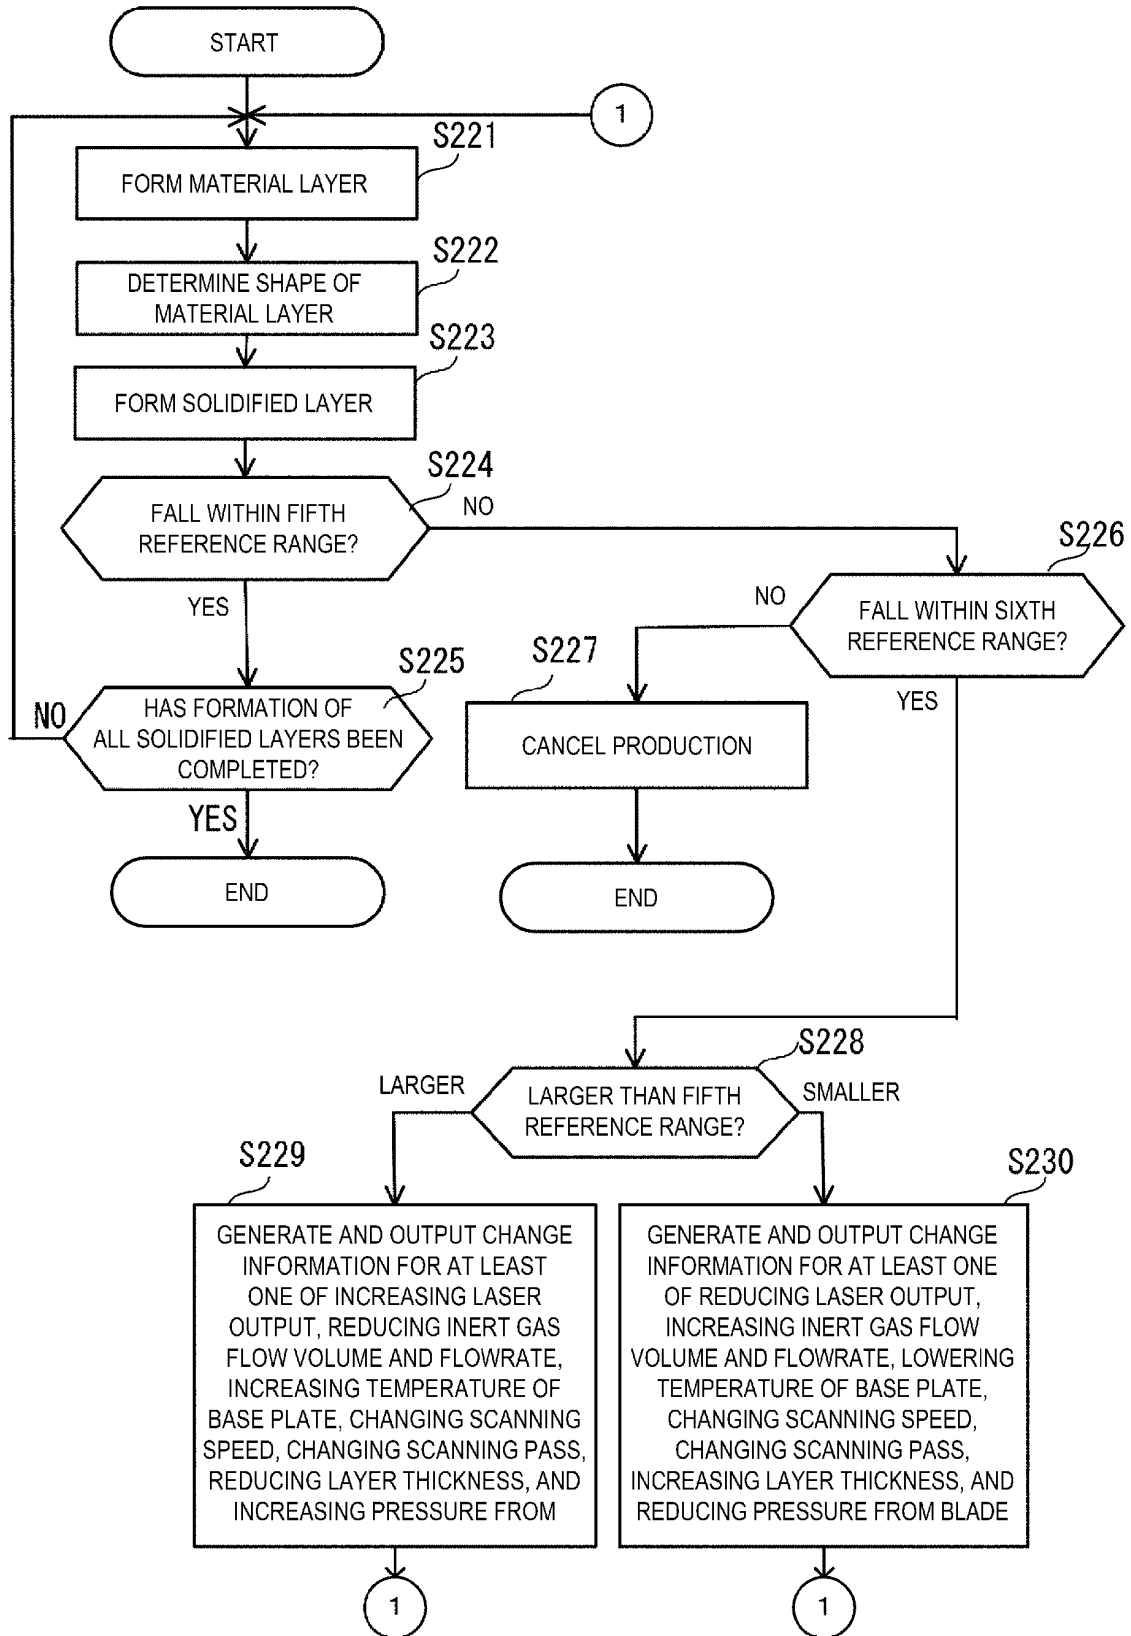 START
1
S221
FORM MATERIAL LAYER
S222
DETERMINE SHAPE OF
MATERIAL LAYER
S223
FORM SOLIDIFIED LAYER
S224
FALL WITHIN FIFTH
REFERENCE RANGE?
NO
YES
S226
FALL WITHIN SIXTH
REFERENCE RANGE?
NO
YES
S225
HAS FORMATION OF
ALL SOLIDIFIED LAYERS BEEN
COMPLETED?
NO
YES
END
S227
CANCEL PRODUCTION
END
S228
LARGER THAN FIFTH
REFERENCE RANGE?
LARGER
SMALLER
S229
GENERATE AND OUTPUT CHANGE
INFORMATION FOR AT LEAST
ONE OF INCREASING LASER
OUTPUT, REDUCING INERT GAS
FLOW VOLUME AND FLOWRATE,
INCREASING TEMPERATURE OF
BASE PLATE, CHANGING SCANNING
SPEED, CHANGING SCANNING PASS,
REDUCING LAYER THICKNESS, AND
INCREASING PRESSURE FROM
1
S230
GENERATE AND OUTPUT CHANGE
INFORMATION FOR AT LEAST ONE
OF REDUCING LASER OUTPUT,
INCREASING INERT GAS FLOW
VOLUME AND FLOWRATE, LOWERING
TEMPERATURE OF BASE PLATE,
CHANGING SCANNING SPEED,
CHANGING SCANNING PASS,
INCREASING LAYER THICKNESS, AND
REDUCING PRESSURE FROM BLADE
1